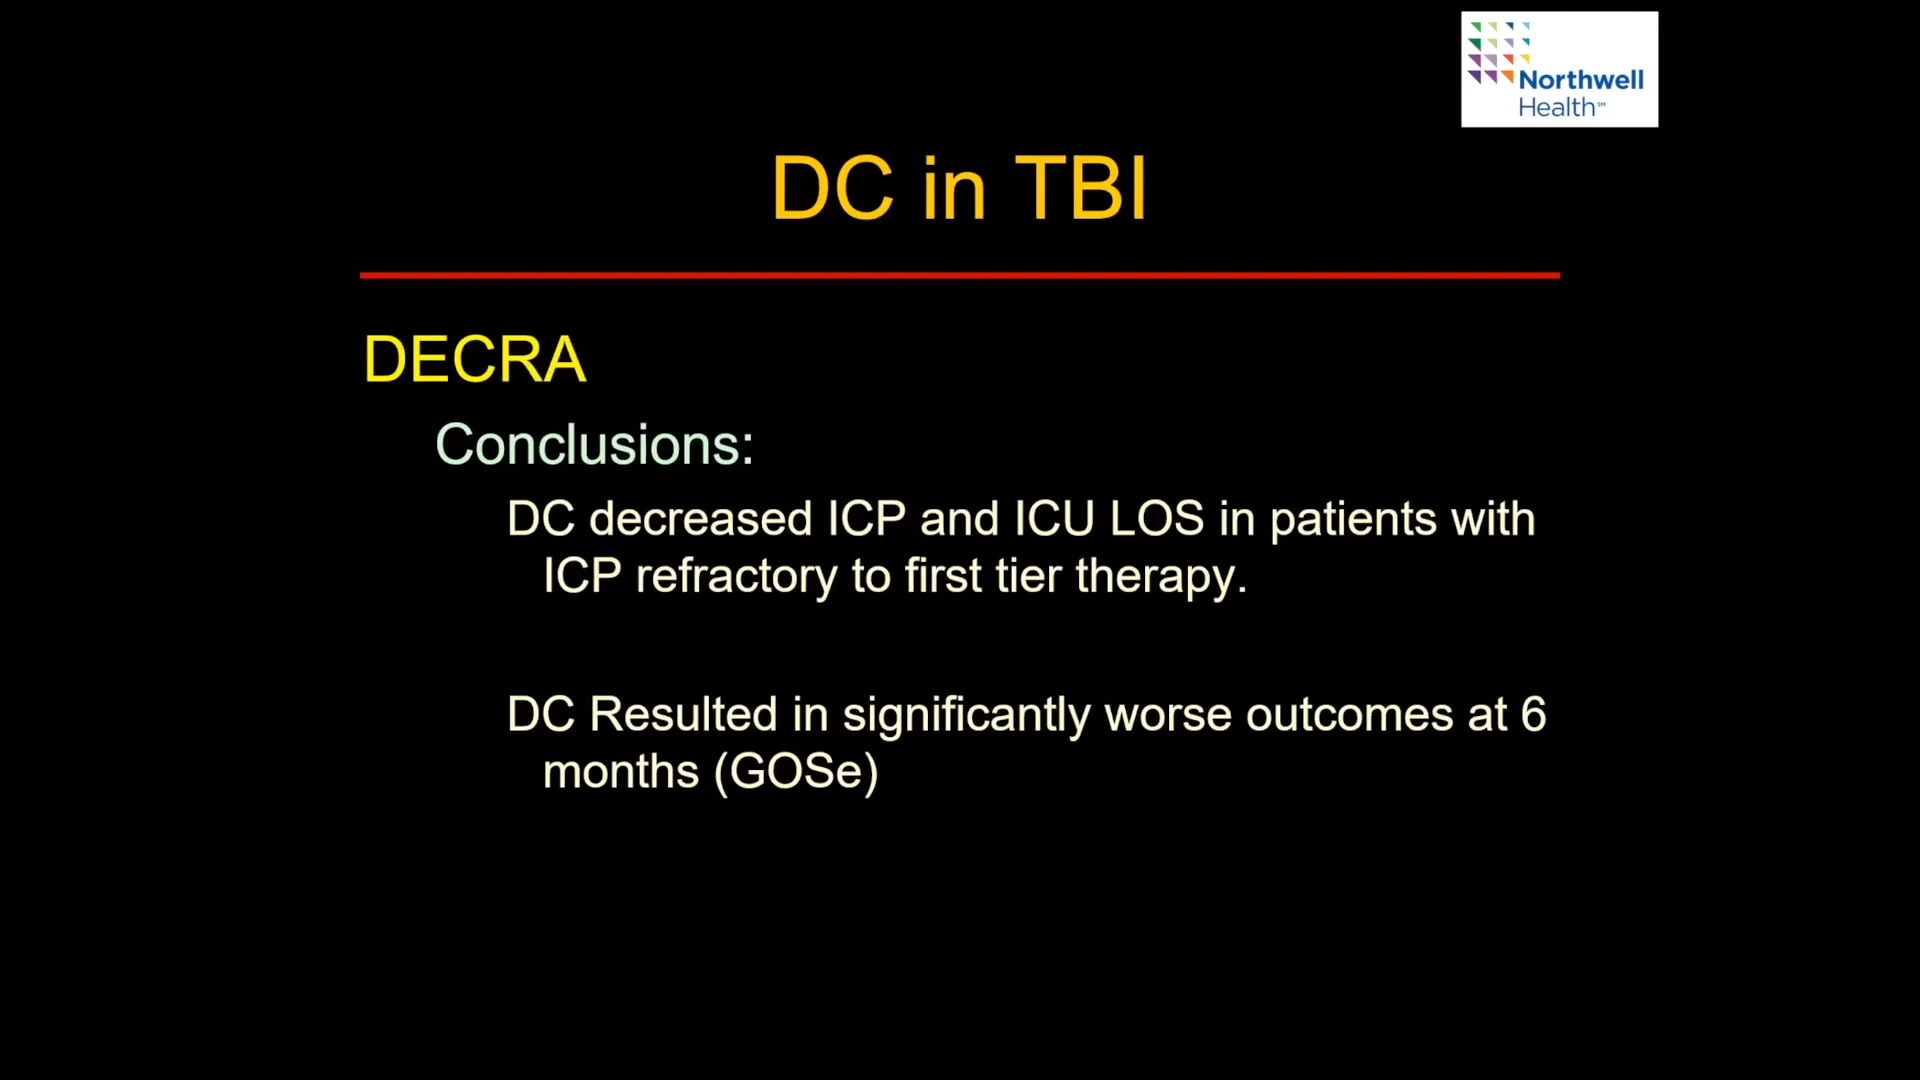 Northwell
Health℠
DC in TBI
DECRA
Conclusions:
DC decreased ICP and ICU LOS in patients with
ICP refractory to first tier therapy.
DC Resulted in significantly worse outcomes at 6
months (GOSe)